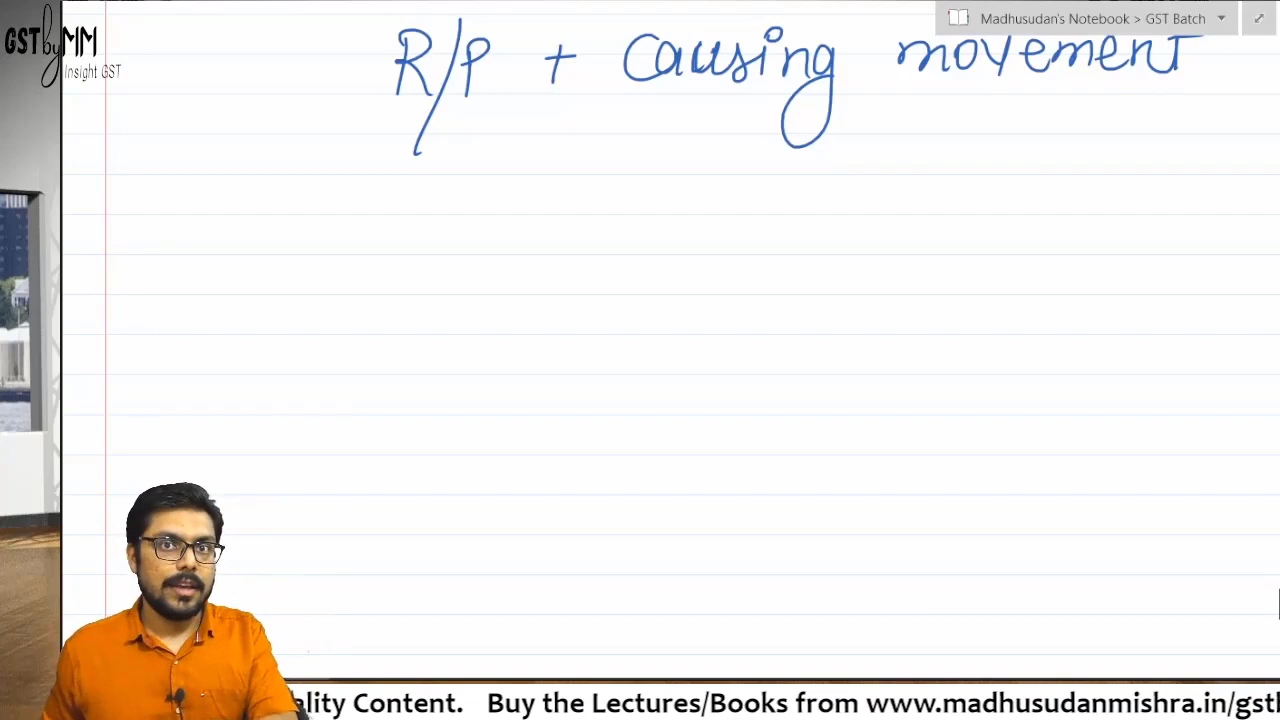 GST by MM
Insight GST
Madhusudan's Notebook > GST Batch
R/P + Causing movement
ality Content. Buy the Lectures/Books from www.madhusudanmishra.in/gst